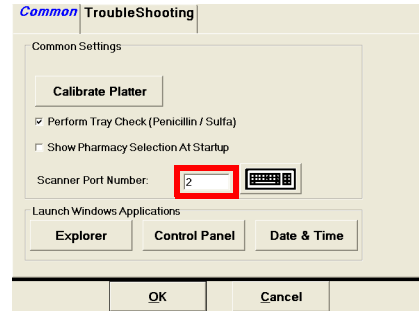 Common TroubleShooting
Common Settings
Calibrate Platter
Perform Tray Check (Penicillin / Sulfa)
Show Pharmacy Selection At Startup
Scanner Port Number: 2
Launch Windows Applications
Explorer Control Panel Date & Time
OK Cancel